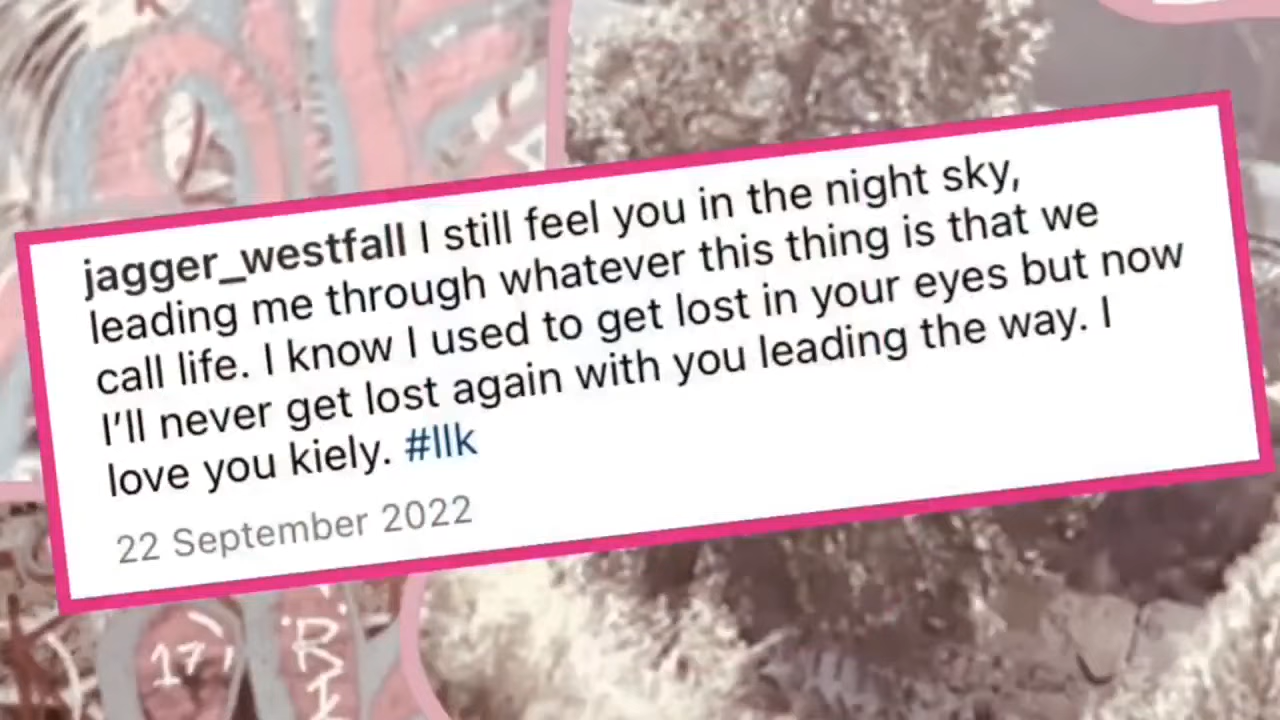 jagger_westfall I still feel you in the night sky,
leading me through whatever this thing is that we
call life. I know I used to get lost in your eyes but now
I'll never get lost again with you leading the way. I
love you kiely. #llk
22 September 2022
17
R.I